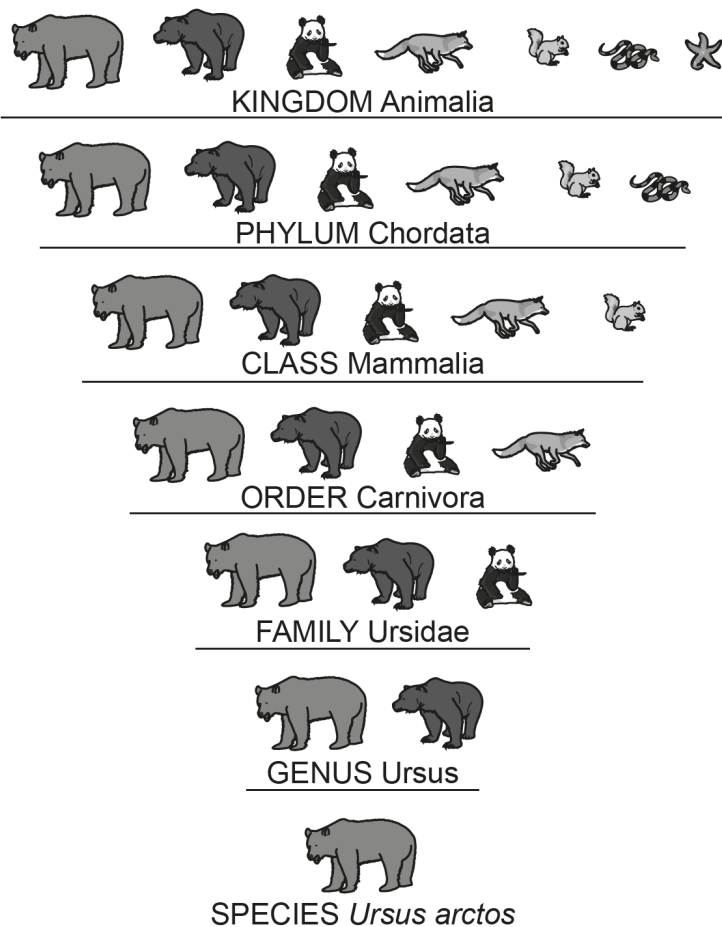 KINGDOM Animalia
PHYLUM Chordata
CLASS Mammalia
ORDER Carnivora
FAMILY Ursidae
GENUS Ursus
SPECIES Ursus arctos